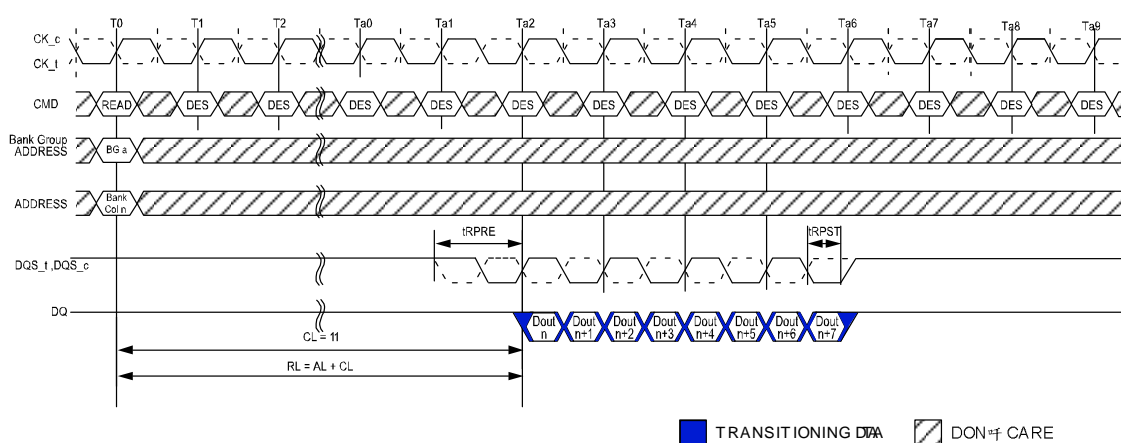 T0 T1 T2 Ta0 Ta1 Ta2 Ta3 Ta4 Ta5 Ta6 Ta7 Ta8 Ta9
CK_c
CK_t
CMD READ DES DES DES DES DES DES DES DES DES DES DES DES
Bank Group
ADDRESS
BG a
ADDRESS
Bank
Col n
tRPRE
tRPST
DQS_t ,DQS_c
DQ
Dout Dout Dout Dout Dout Dout Dout Dout
n n+1 n+2 n+3 n+4 n+5 n+6 n+7
CL = 11
RL = AL + CL
TRANSITIONING DATA
DON 呼 CARE